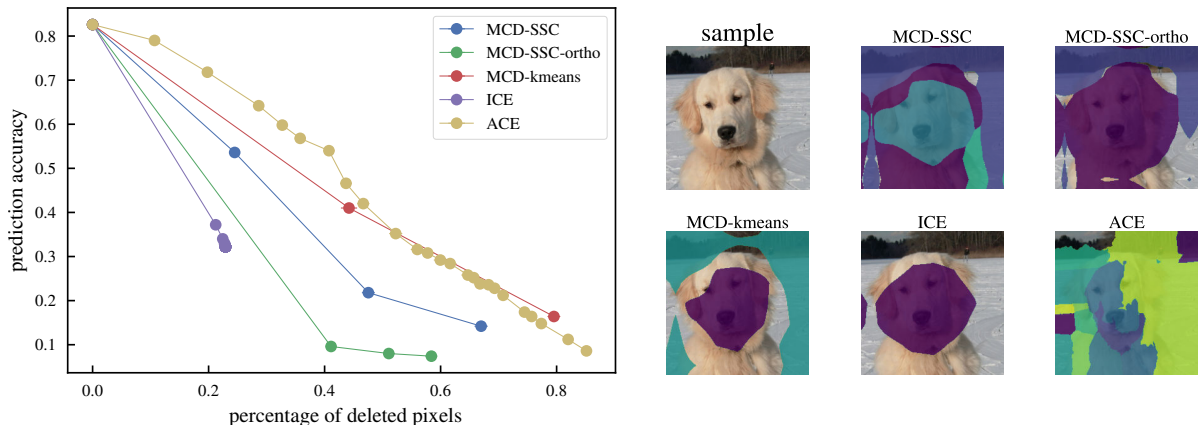 prediction accuracy
0.8
0.7
0.6
0.5
0.4
0.3
0.2
0.1
0.0
0.2
0.4
0.6
0.8
percentage of deleted pixels
MCD-SSC
MCD-SSC-ortho
MCD-kmeans
ICE
ACE
sample
MCD-SSC
MCD-SSC-ortho
MCD-kmeans
ICE
ACE